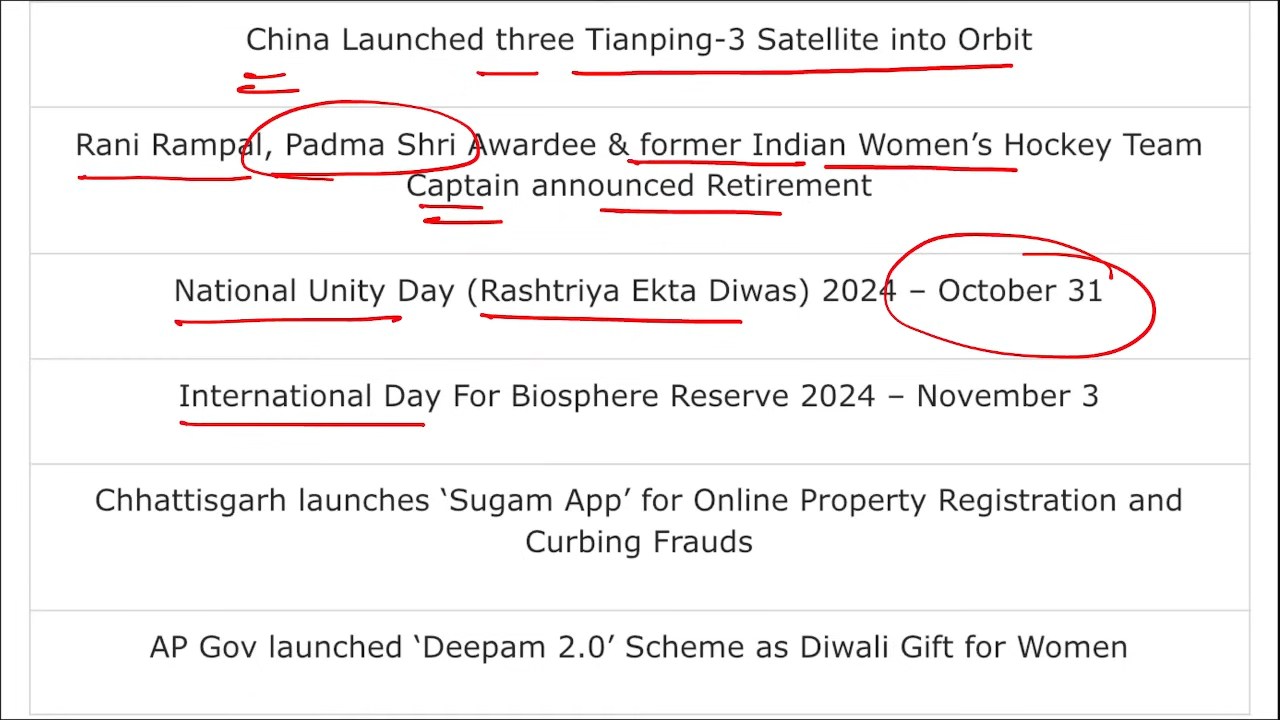 China Launched three Tianping-3 Satellite into Orbit
Rani Rampal, Padma Shri Awardee & former Indian Women’s Hockey Team
Captain announced Retirement
National Unity Day (Rashtriya Ekta Diwas) 2024 – October 31
International Day For Biosphere Reserve 2024 – November 3
Chhattisgarh launches ‘Sugam App’ for Online Property Registration and
Curbing Frauds
AP Gov launched ‘Deepam 2.0’ Scheme as Diwali Gift for Women